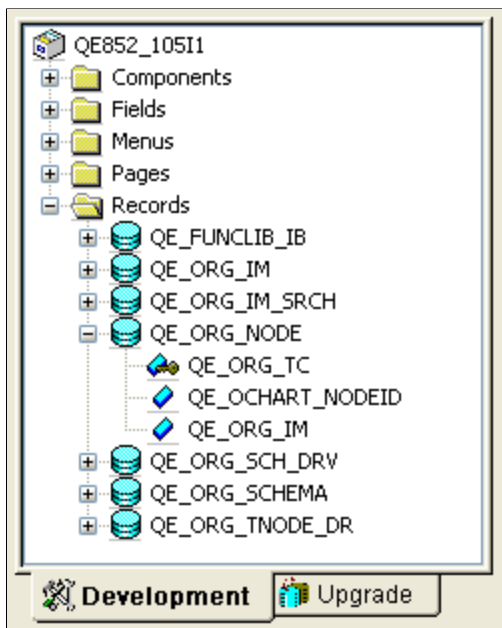 QE852_105I1
Components
Fields
Menus
Pages
Records
QE_FUNCLIB_IB
QE_ORG_IM
QE_ORG_IM_SRCH
QE_ORG_NODE
QE_ORG_TC
QE_OCHART_NODEID
QE_ORG_IM
QE_ORG_SCH_DRV
QE_ORG_SCHEMA
QE_ORG_TNODE_DR
Development Upgrade